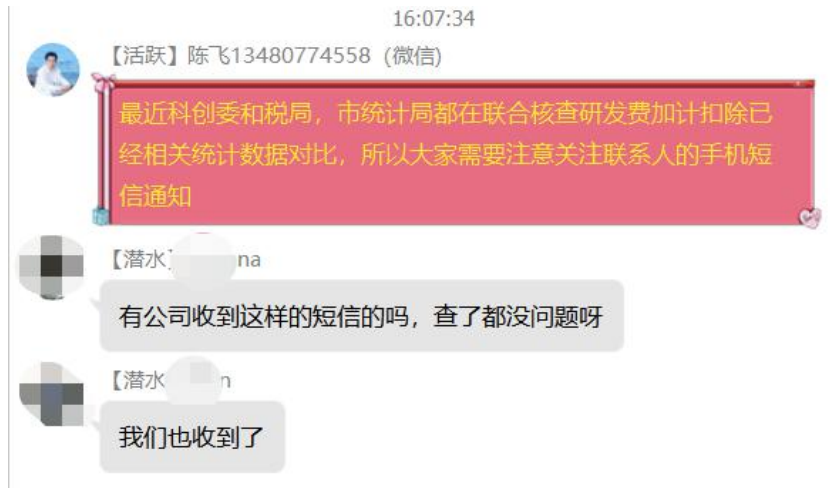 16:07:34
【活跃】陈飞13480774558 (微信)
最近科创委和税局，市统计局都在联合核查研发费加计扣除已
经相关统计数据对比，所以大家需要注意关注联系人的手机短
信通知
【潜水】 na
有公司收到这样的短信的吗，查了都没问题呀
【潜水 n
我们也收到了